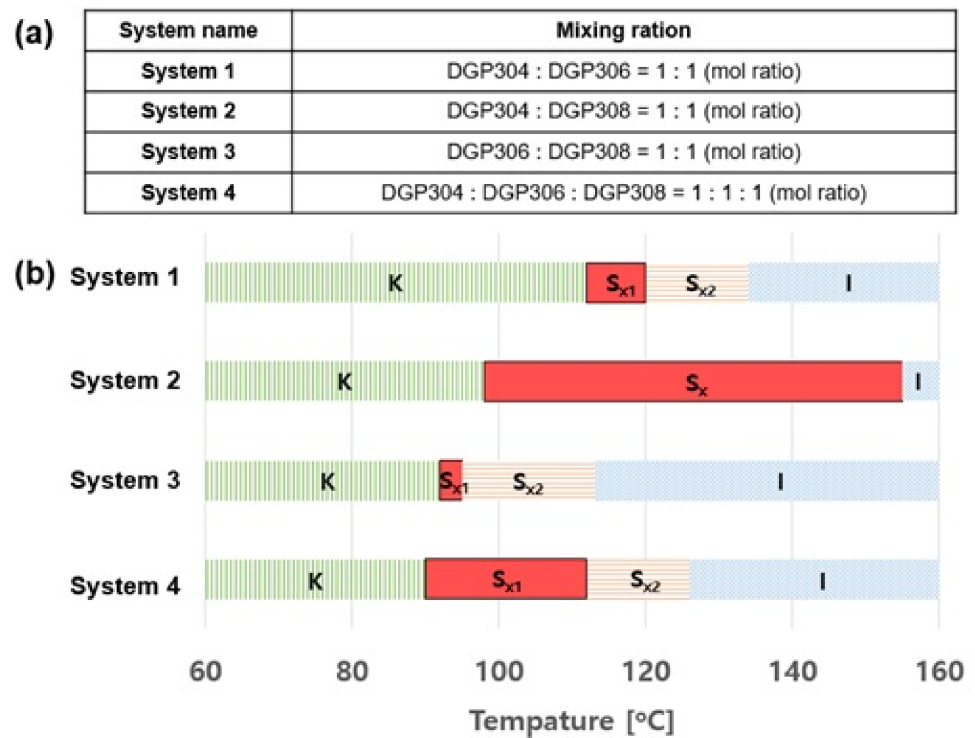 (a)
System name Mixing ration
System 1 DGP304 : DGP306 = 1 : 1 (mol ratio)
System 2 DGP304 : DGP308 = 1 : 1 (mol ratio)
System 3 DGP306 : DGP308 = 1 : 1 (mol ratio)
System 4 DGP304 : DGP306 : DGP308 = 1 : 1 : 1 (mol ratio)
(b)
System 1 K Sx1 Sx2 I
System 2 K Sx I
System 3 K Sx1 Sx2 I
System 4 K Sx1 Sx2 I
60 80 100 120 140 160
Tempature [°C]